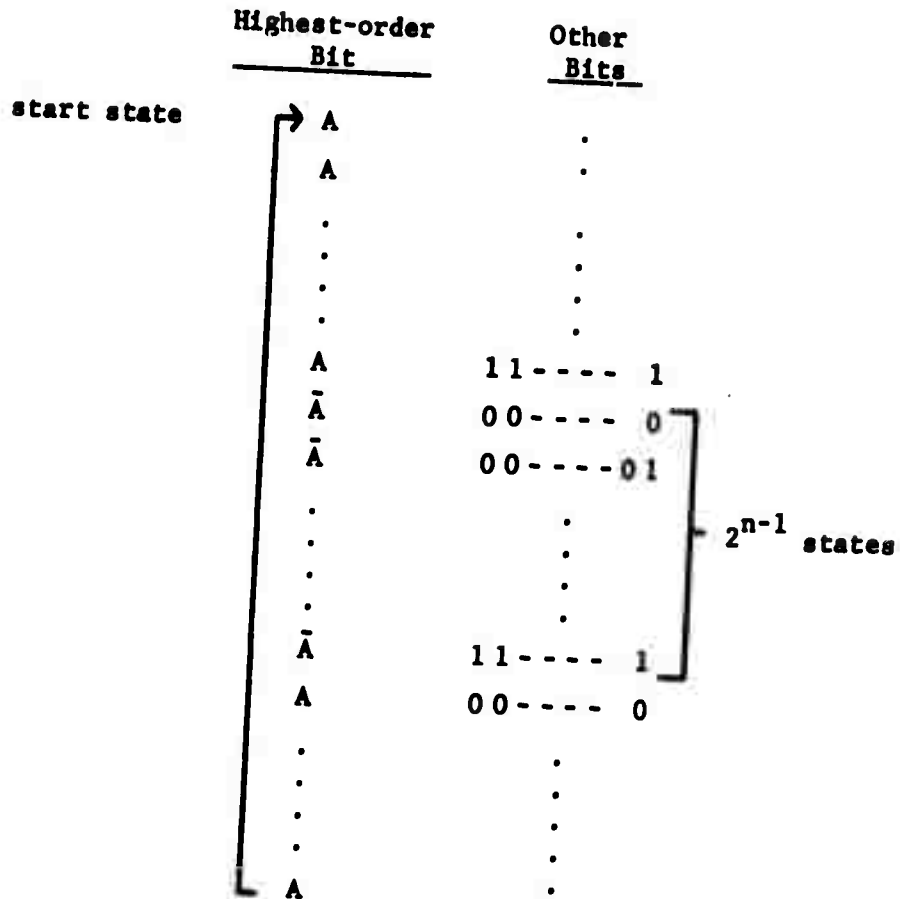 Highest-order Other
Bit Bits
start state A .
A .
. .
. .
. .
. .
A 1 1 - - - - 1
Ā 0 0 - - - - 0
Ā 0 0 - - - - 0 1
. .
. .
. .
. .
2ⁿ⁻¹ states
Ā 1 1 - - - - 1
A 0 0 - - - - 0
. .
. .
. .
. .
A .